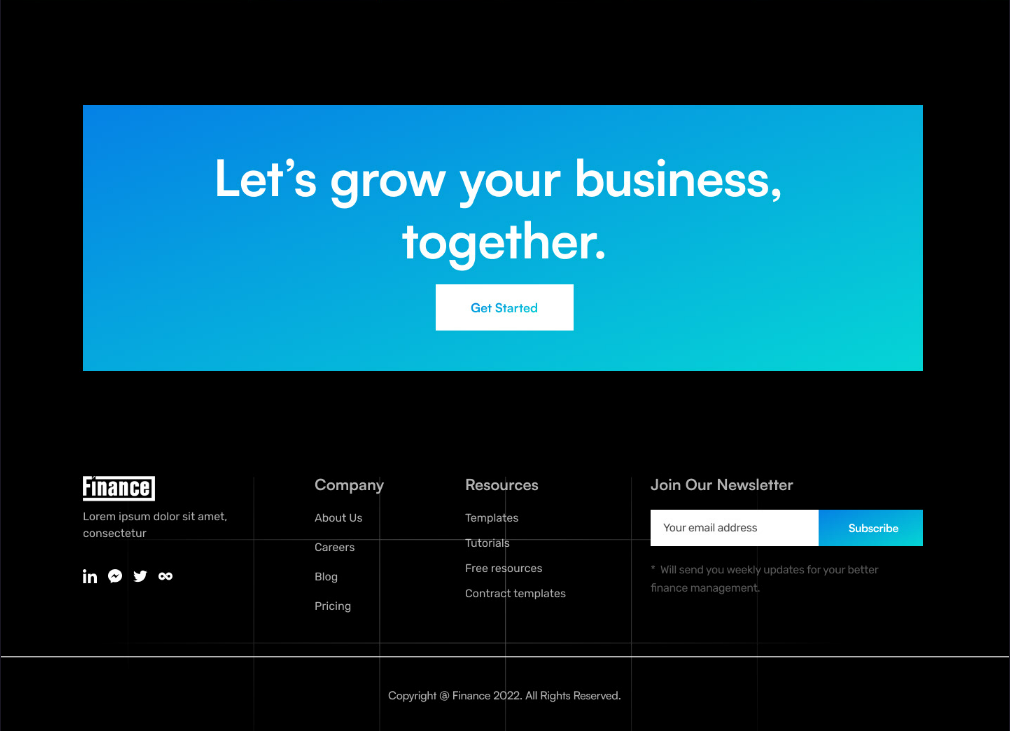 Let’s grow your business,
together.
Get Started
Finance
Lorem ipsum dolor sit amet,
consectetur
Company
About Us
Careers
Blog
Pricing
Resources
Templates
Tutorials
Free resources
Contract templates
Join Our Newsletter
Your email address
Subscribe
* Will send you weekly updates for your better
finance management.
Copyright @ Finance 2022. All Rights Reserved.